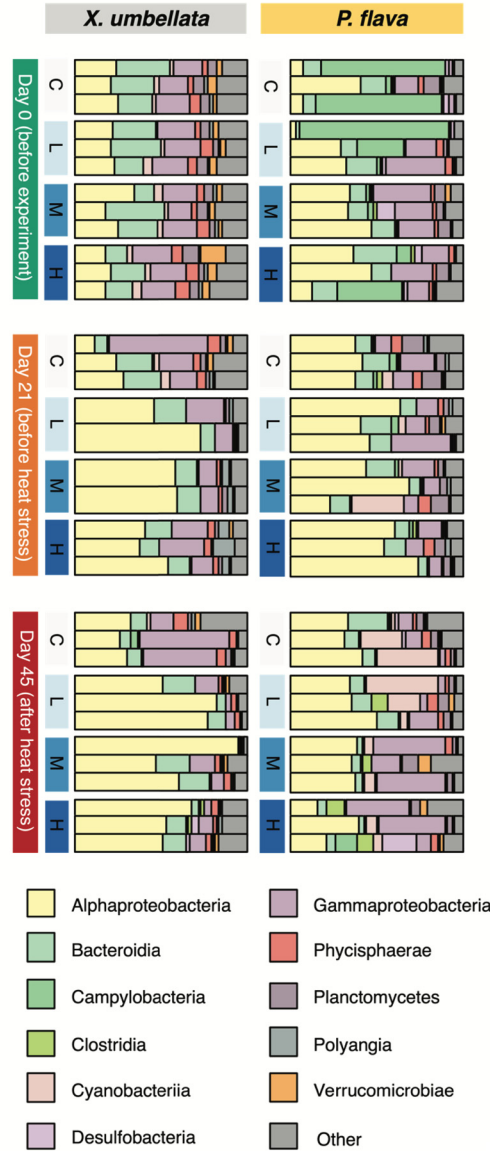 X. umbellata
P. flava
Day 0 (before experiment)
C
C
L
L
M
M
H
H
Day 21 (before heat stress)
C
C
L
L
M
M
H
H
Day 45 (after heat stress)
C
C
L
L
M
M
H
H
Alphaproteobacteria
Gammaproteobacteria
Bacteroidia
Phycisphaerae
Campylobacteria
Planctomycetes
Clostridia
Polyangia
Cyanobacteriia
Verrucomicrobiae
Desulfobacteria
Other